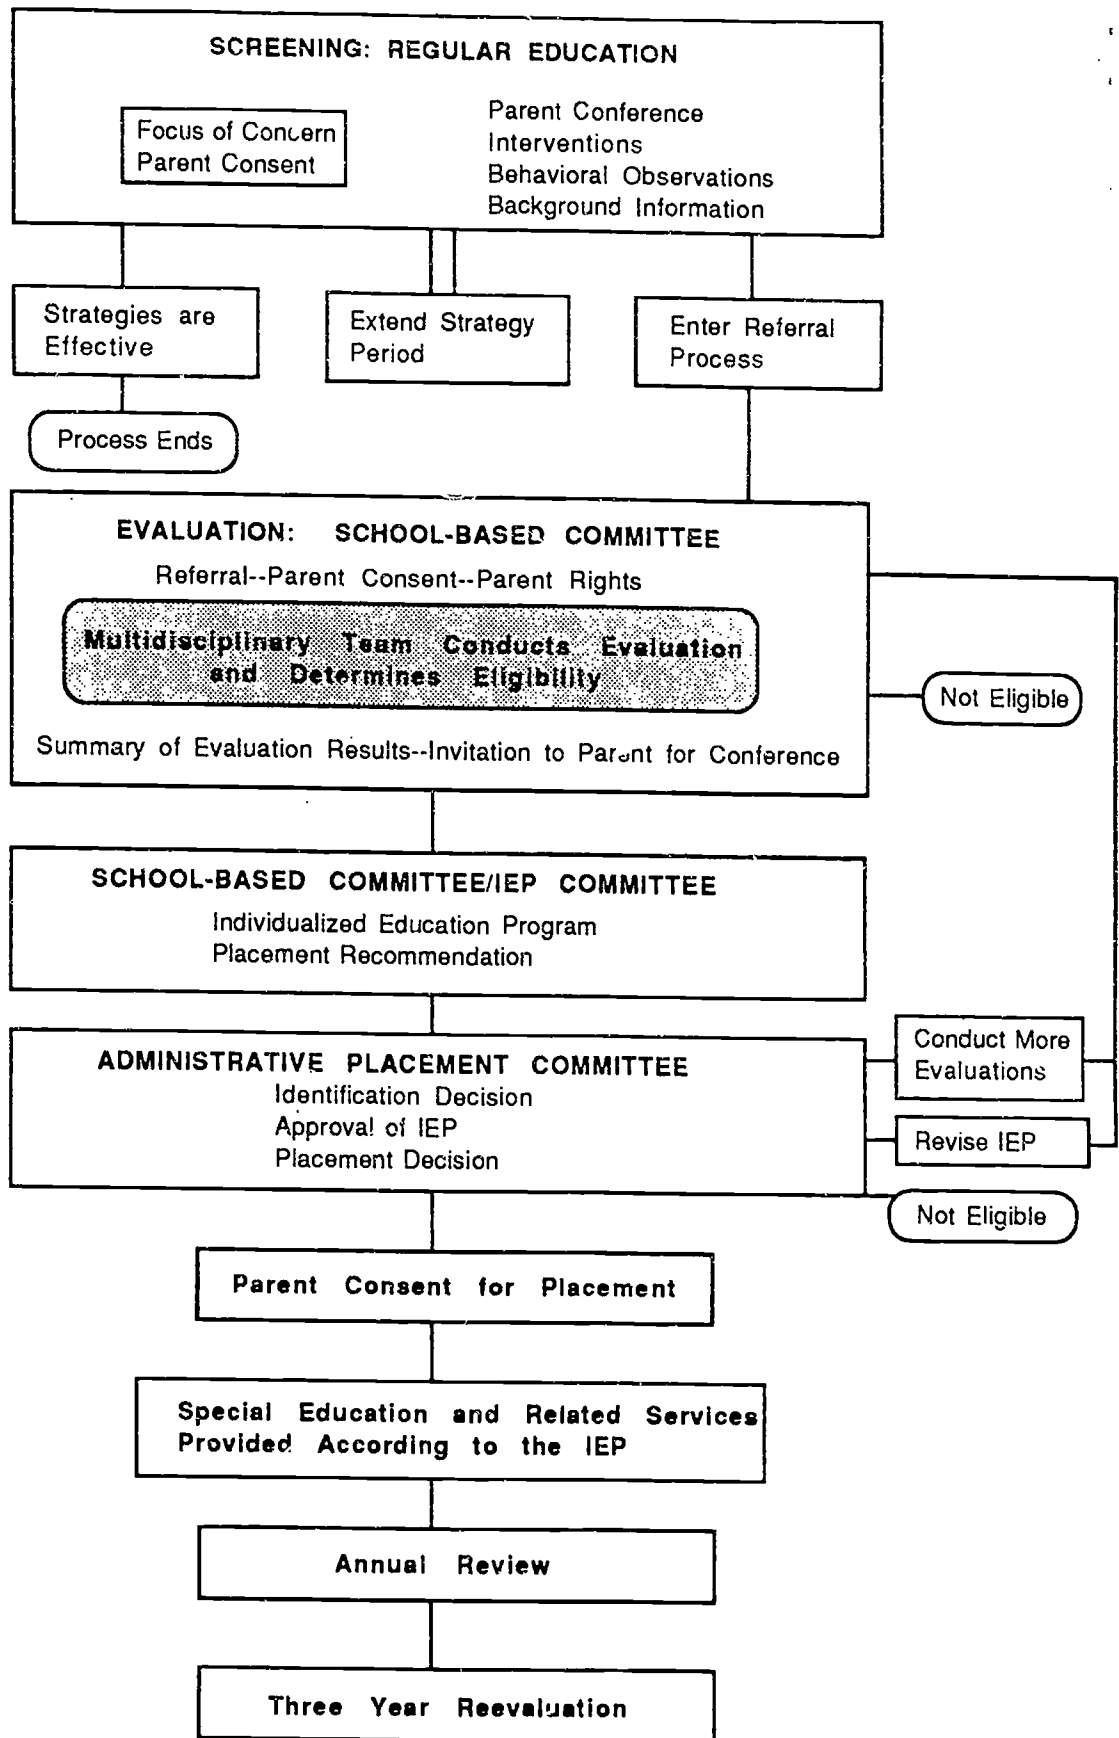 SCREENING: REGULAR EDUCATION
Focus of Concern
Parent Consent
Parent Conference
Interventions
Behavioral Observations
Background Information
Strategies are
Effective
Extend Strategy
Period
Enter Referral
Process
Process Ends
EVALUATION: SCHOOL-BASED COMMITTEE
Referral--Parent Consent--Parent Rights
Multidisciplinary Team Conducts Evaluation
and Determines Eligibility
Not Eligible
Summary of Evaluation Results--Invitation to Parent for Conference
SCHOOL-BASED COMMITTEE/IEP COMMITTEE
Individualized Education Program
Placement Recommendation
ADMINISTRATIVE PLACEMENT COMMITTEE
Identification Decision
Approval of IEP
Placement Decision
Conduct More
Evaluations
Revise IEP
Not Eligible
Parent Consent for Placement
Special Education and Related Services
Provided According to the IEP
Annual Review
Three Year Reevaluation